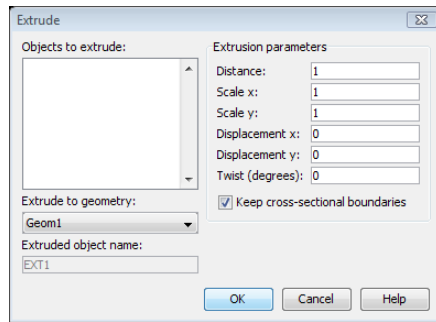 Extrude
Objects to extrude:
Extrude to geometry:
Geom1
Extruded object name:
EXT1
Extrusion parameters
Distance: 1
Scale x: 1
Scale y: 1
Displacement x: 0
Displacement y: 0
Twist (degrees): 0
Keep cross-sectional boundaries
OK Cancel Help